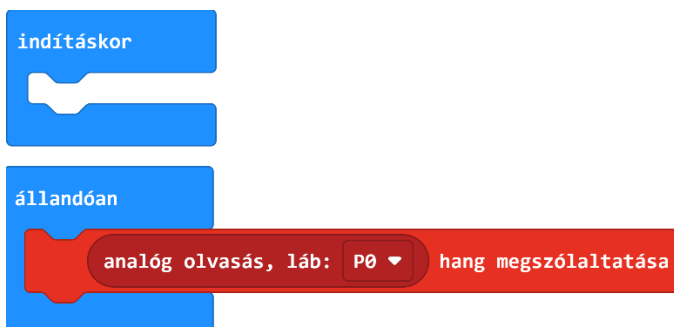 indításkor
állandóan
analóg olvasás, láb: P0 hang megszólaltatása